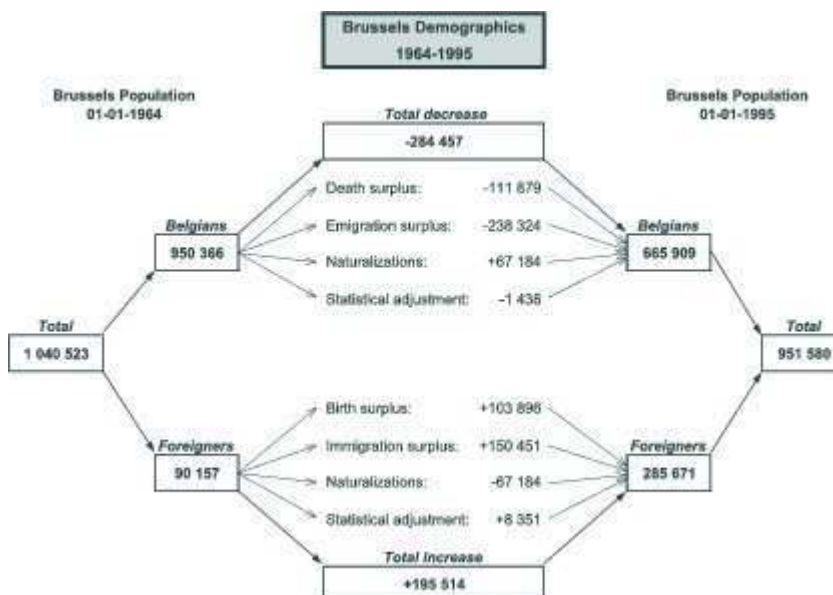 Brussels Demographics
1964-1995
Brussels Population
01-01-1964
Brussels Population
01-01-1995
Total decrease
-284 457
Death surplus: -111 879
Emigration surplus: -238 324
Naturalizations: +67 184
Statistical adjustment: -1 438
Belgians
950 366
Belgians
665 909
Total
1 040 523
Total
951 580
Birth surplus: +103 896
Immigration surplus: +150 451
Naturalizations: -67 184
Statistical adjustment: +8 351
Foreigners
90 157
Foreigners
285 671
Total Increase
+195 514